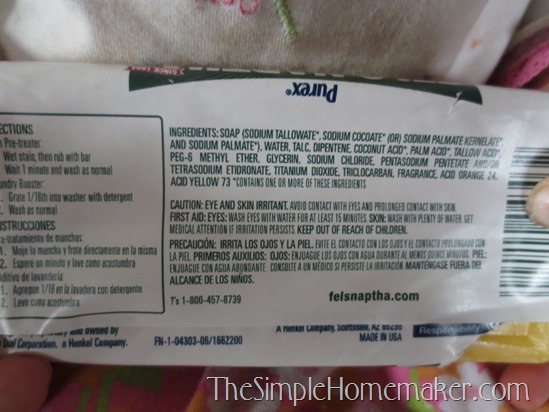 SINCE 1893
Purex®
ECTIONS
Pre-treater:
Wet stain, then rub with bar
Wait 1 minute and wash as normal
undry Booster:
1. Grate 1/16th into washer with detergent
2. Wash as normal
NSTRUCCIONES
e-tratamiento de manchas:
1. Moje la mancha y frote directamente en la misma
2. Espere un minuto y lave como acostumbra
ditivo de lavandería
1. Agregue 1/16 en la lavadora con detergente
2. Lave como acostumbra
INGREDIENTS: SOAP (SODIUM TALLOWATE*, SODIUM COCOATE* (OR) SODIUM PALMATE KERNELATE*
AND SODIUM PALMATE*), WATER, TALC, DIPENTENE, COCONUT ACID*, PALM ACID*, TALLOW ACID*,
PEG-6 METHYL ETHER, GLYCERIN, SODIUM CHLORIDE, PENTASODIUM PENTETATE AND/OR
TETRASODIUM ETIDRONATE, TITANIUM DIOXIDE, TRICLOCARBAN, FRAGRANCE, ACID ORANGE 24,
ACID YELLOW 73 *CONTAINS ONE OR MORE OF THESE INGREDIENTS
CAUTION: EYE AND SKIN IRRITANT. AVOID CONTACT WITH EYES AND PROLONGED CONTACT WITH SKIN.
FIRST AID: EYES: WASH EYES WITH WATER FOR AT LEAST 15 MINUTES. SKIN: WASH WITH PLENTY OF WATER. GET
MEDICAL ATTENTION IF IRRITATION PERSISTS. KEEP OUT OF REACH OF CHILDREN.
PRECAUCIÓN: IRRITA LOS OJOS Y LA PIEL. EVITE EL CONTACTO CON LOS OJOS Y EL CONTACTO PROLONGADO CON
LA PIEL. PRIMEROS AUXILIOS: OJOS: ENJUAGUE LOS OJOS CON AGUA DURANTE AL MENOS QUINCE MINUTOS. PIEL:
ENJUAGUE CON AGUA ABUNDANTE. CONSULTE A UN MÉDICO SI PERSISTE LA IRRITACIÓN MANTÉNGASE FUERA DEL
ALCANCE DE LOS NIÑOS.
?'s 1-800-457-8739
felsnaptha.com
and owned by
Dial Corporation, a Henkel Company.
FN-1-04303-06/1662200
A Henkel Company, Scottsdale, AZ
MADE IN USA
Responsibility
TheSimpleHomemaker.com